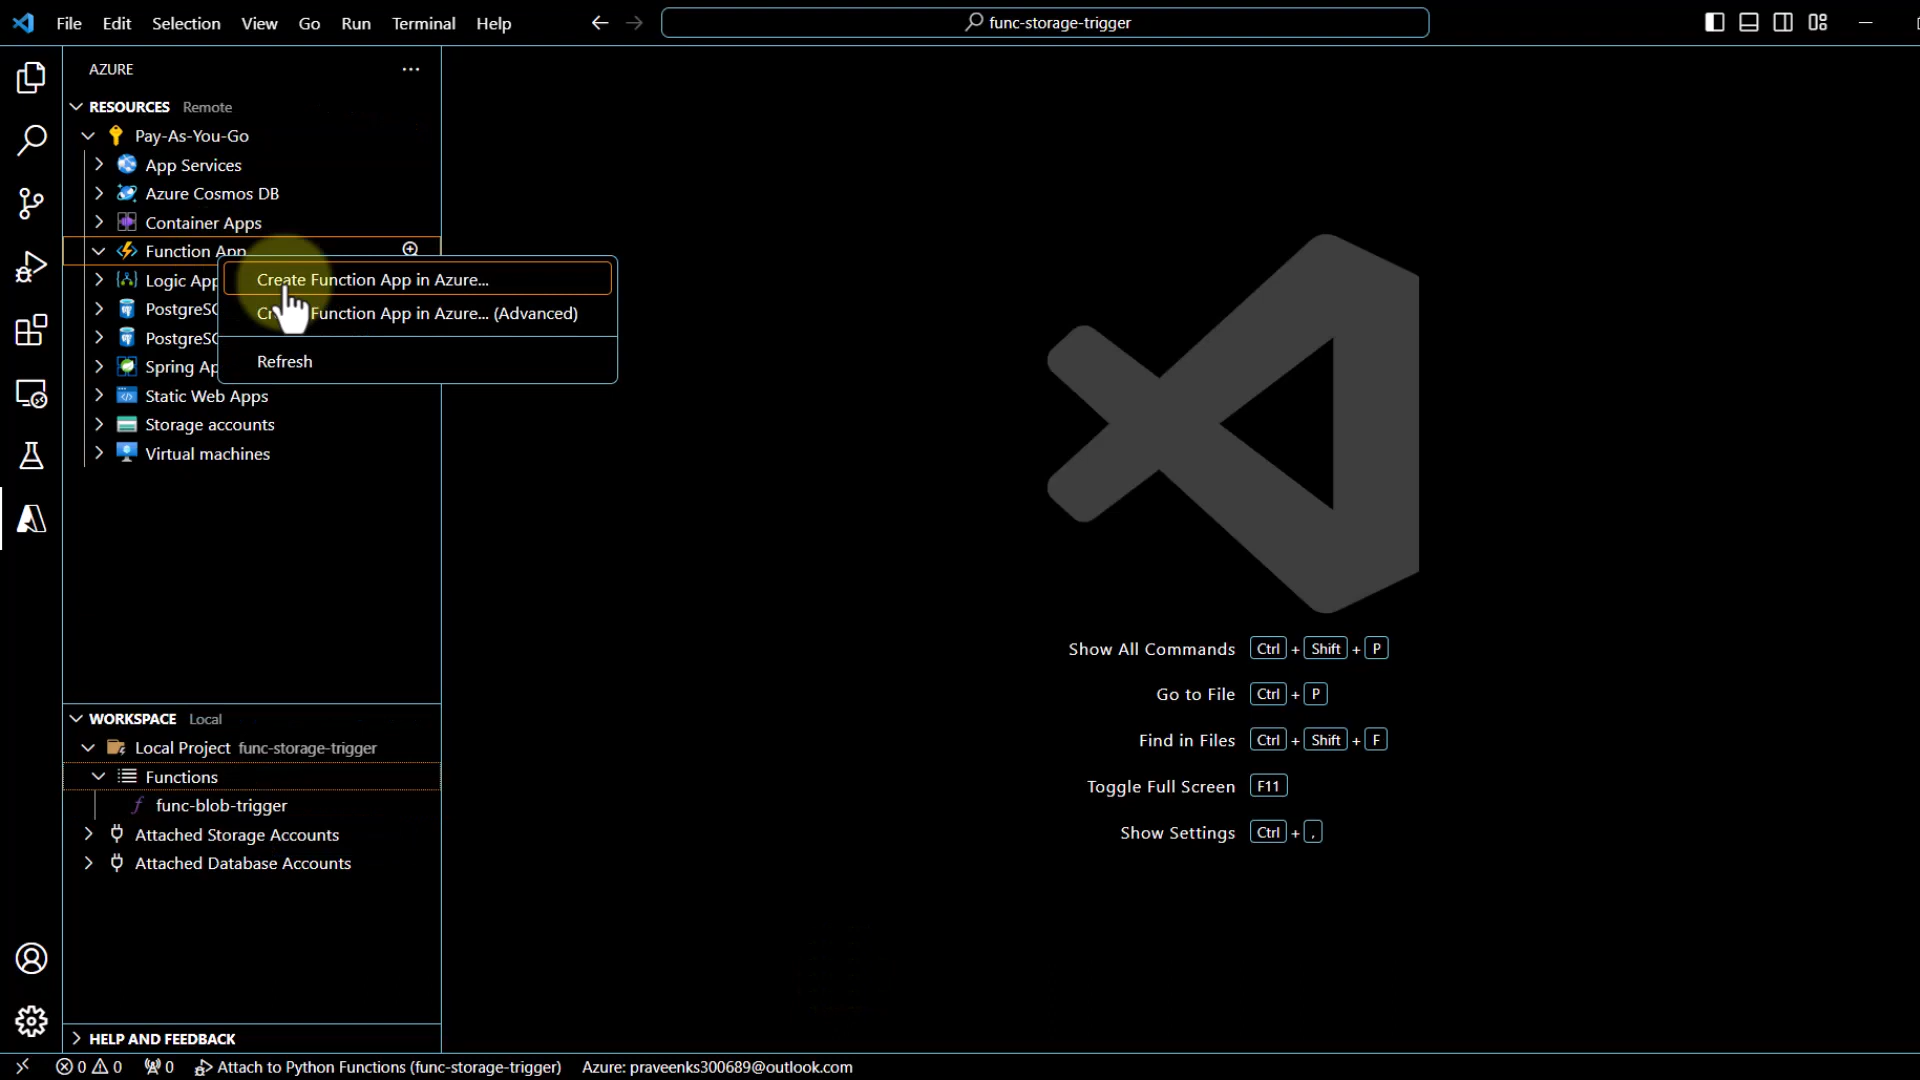 File Edit Selection View Go Run Terminal Help
func-storage-trigger
AZURE
RESOURCES Remote
Pay-As-You-Go
App Services
Azure Cosmos DB
Container Apps
Function App
Create Function App in Azure...
Logic App
Function App in Azure... (Advanced)
PostgreSQ
PostgreSQ
Refresh
Spring Ap
Static Web Apps
Storage accounts
Virtual machines
Show All Commands Ctrl + Shift + P
Go to File Ctrl + P
Find in Files Ctrl + Shift + F
Toggle Full Screen F11
Show Settings Ctrl + ,
WORKSPACE Local
Local Project func-storage-trigger
Functions
func-blob-trigger
Attached Storage Accounts
Attached Database Accounts
HELP AND FEEDBACK
0 0 0 Attach to Python Functions (func-storage-trigger) Azure: praveenks300689@outlook.com